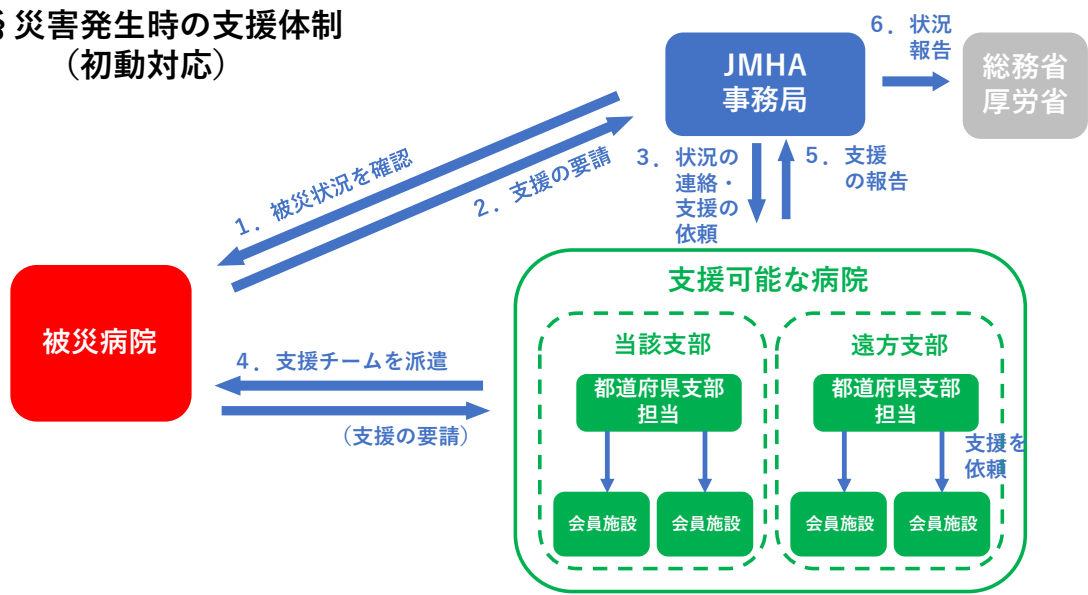 災害発生時の支援体制
（初動対応）
6．状況
報告
JMHA
事務局
総務省
厚労省
1．被災状況を確認
2．支援の要請
3．状況の
連絡・
支援の
依頼
5．支援
の報告
被災病院
4．支援チームを派遣
（支援の要請）
支援可能な病院
当該支部
都道府県支部
担当
会員施設
会員施設
遠方支部
都道府県支部
担当
支援を
依頼
会員施設
会員施設